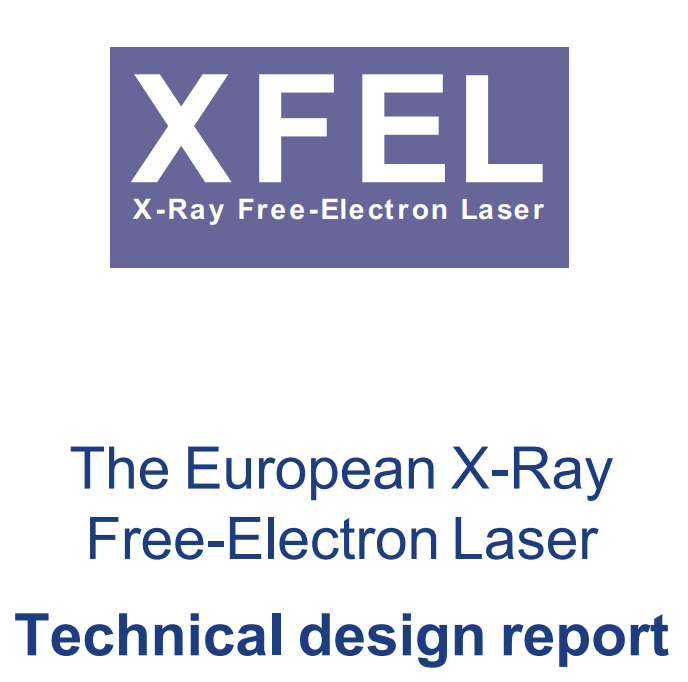 XFEL
X-Ray Free-Electron Laser
The European X-Ray
Free-Electron Laser
Technical design report